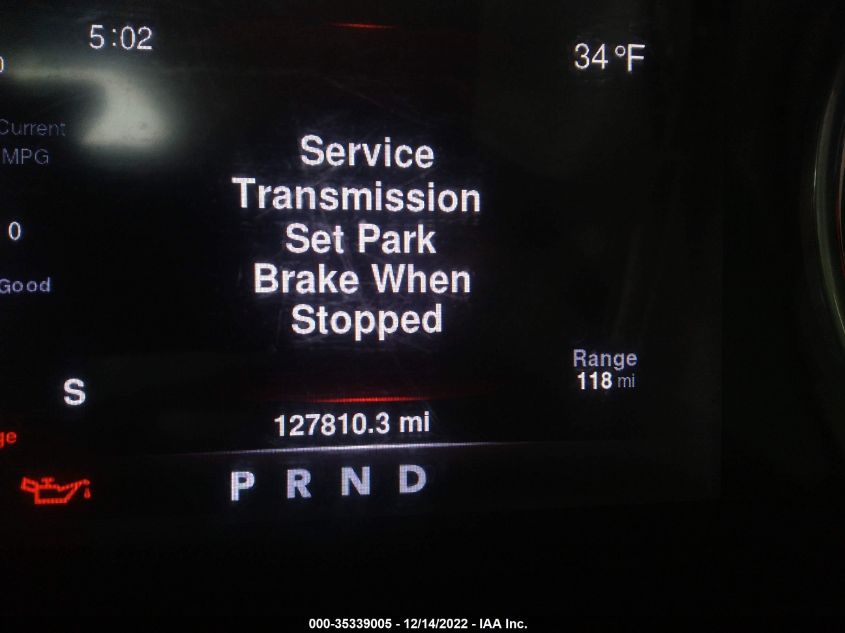 5:02
34°F
Current
MPG
0
Good
Service
Transmission
Set Park
Brake When
Stopped
Range
118 mi
S
127810.3 mi
P R N D
000-35339005 - 12/14/2022 - IAA Inc.